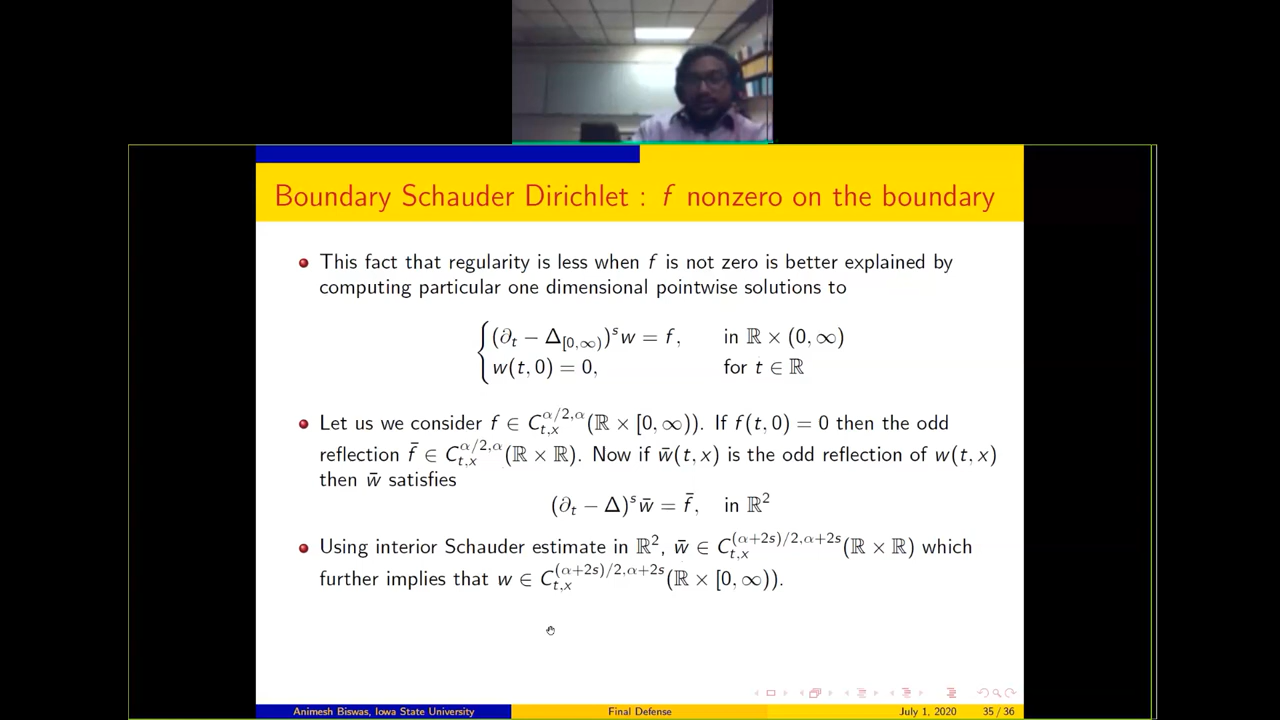 Boundary Schauder Dirichlet : f nonzero on the boundary
This fact that regularity is less when f is not zero is better explained by
computing particular one dimensional pointwise solutions to
(∂ₜ − Δ_{[0,∞)})^s w = f, in ℝ × (0, ∞)
w(t, 0) = 0, for t ∈ ℝ
Let us we consider f ∈ C_{t,x}^{α/2,α}(ℝ × [0, ∞)). If f(t, 0) = 0 then the odd
reflection f̄ ∈ C_{t,x}^{α/2,α}(ℝ × ℝ). Now if w̄(t, x) is the odd reflection of w(t, x)
then w̄ satisfies
(∂ₜ − Δ)^s w̄ = f̄, in ℝ²
Using interior Schauder estimate in ℝ², w̄ ∈ C_{t,x}^{(α+2s)/2,α+2s}(ℝ × ℝ) which
further implies that w ∈ C_{t,x}^{(α+2s)/2,α+2s}(ℝ × [0, ∞)).
Animesh Biswas, Iowa State University Final Defense July 1, 2020 35 / 36